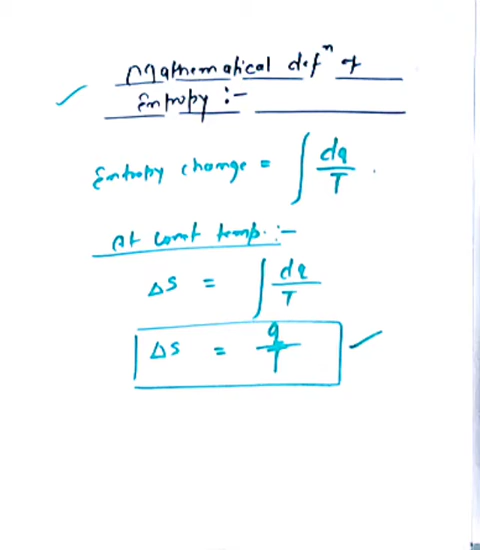 Mathematical defⁿ of
Entropy :-
Entropy change = ∫ dq/T
At const temp. :-
ΔS = ∫ dq/T
ΔS = q/T